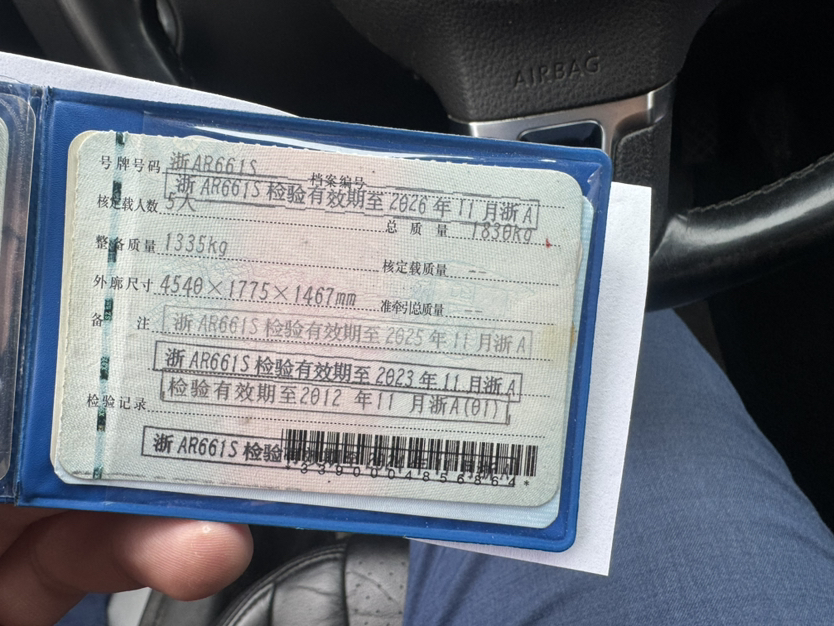 AIRBAG
号牌号码 浙AR661S 档案编号
浙AR661S检验有效期至2026年11月浙A
核定载人数 5人 总质量 1830kg
整备质量 1335kg 核定载质量 --
外廓尺寸 4540×1775×1467mm 准牵引总质量 --
备注 浙AR661S检验有效期至2025年11月浙A
浙AR661S检验有效期至2023年11月浙A
检验有效期至2012年11月浙A(01)
检验记录
浙AR661S检验